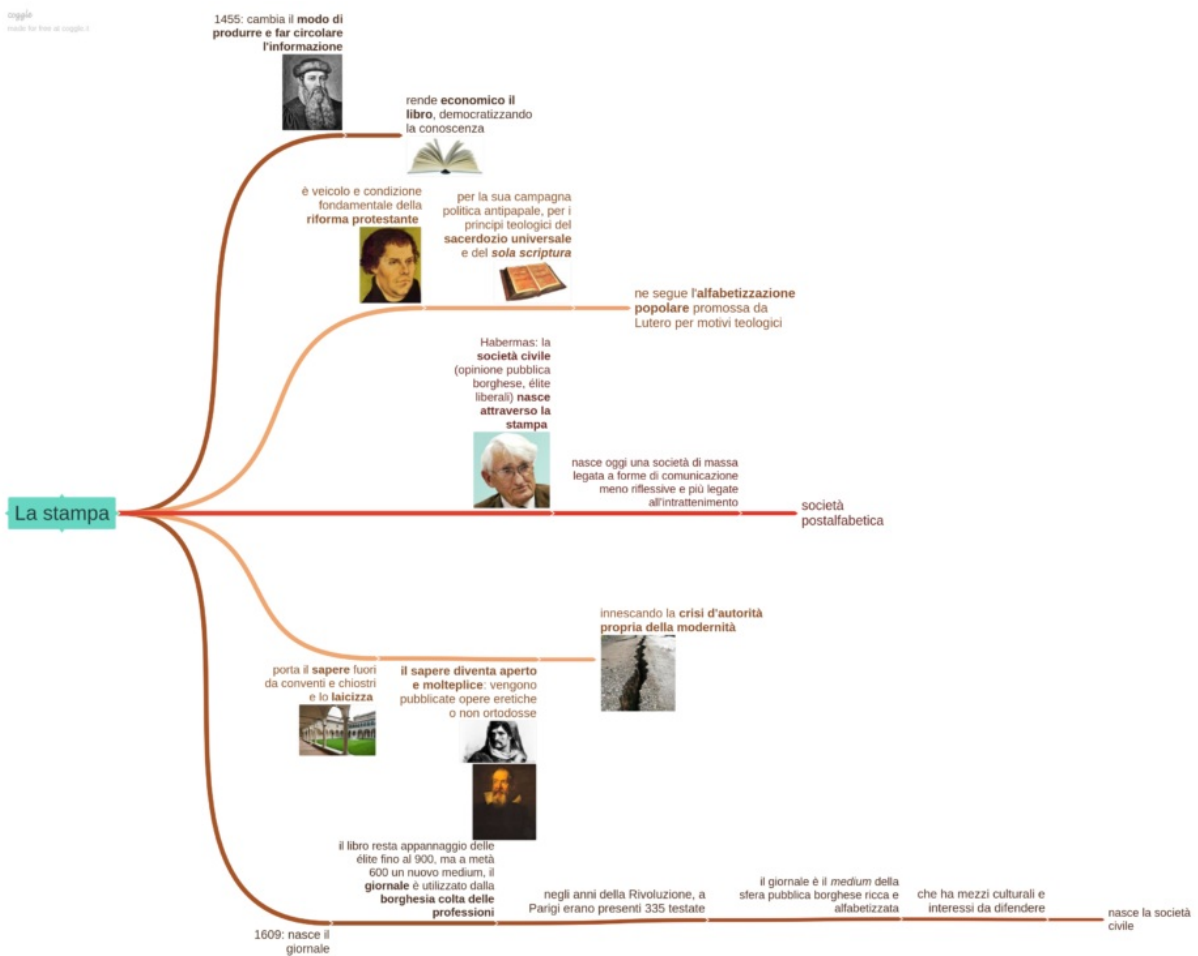 coggle
made for free at coggle.it
1455: cambia il modo di
produrre e far circolare
l'informazione
rende economico il
libro, democratizzando
la conoscenza
è veicolo e condizione
fondamentale della
riforma protestante
per la sua campagna
politica antipapale, per i
principi teologici del
sacerdozio universale
e del sola scriptura
ne segue l'alfabetizzazione
popolare promossa da
Lutero per motivi teologici
Habermas: la
società civile
(opinione pubblica
borghese, élite
liberali) nasce
attraverso la
stampa
nasce oggi una società di massa
legata a forme di comunicazione
meno riflessive e più legate
all'intrattenimento
società
postalfabetica
La stampa
innescando la crisi d'autorità
propria della modernità
porta il sapere fuori
da conventi e chiostri
e lo laicizza
il sapere diventa aperto
e molteplice: vengono
pubblicate opere eretiche
o non ortodosse
il libro resta appannaggio delle
élite fino al 900, ma a metà
600 un nuovo medium, il
giornale è utilizzato dalla
borghesia colta delle
professioni
negli anni della Rivoluzione, a
Parigi erano presenti 335 testate
il giornale è il medium della
sfera pubblica borghese ricca e
alfabetizzata
che ha mezzi culturali e
interessi da difendere
nasce la società
civile
1609: nasce il
giornale